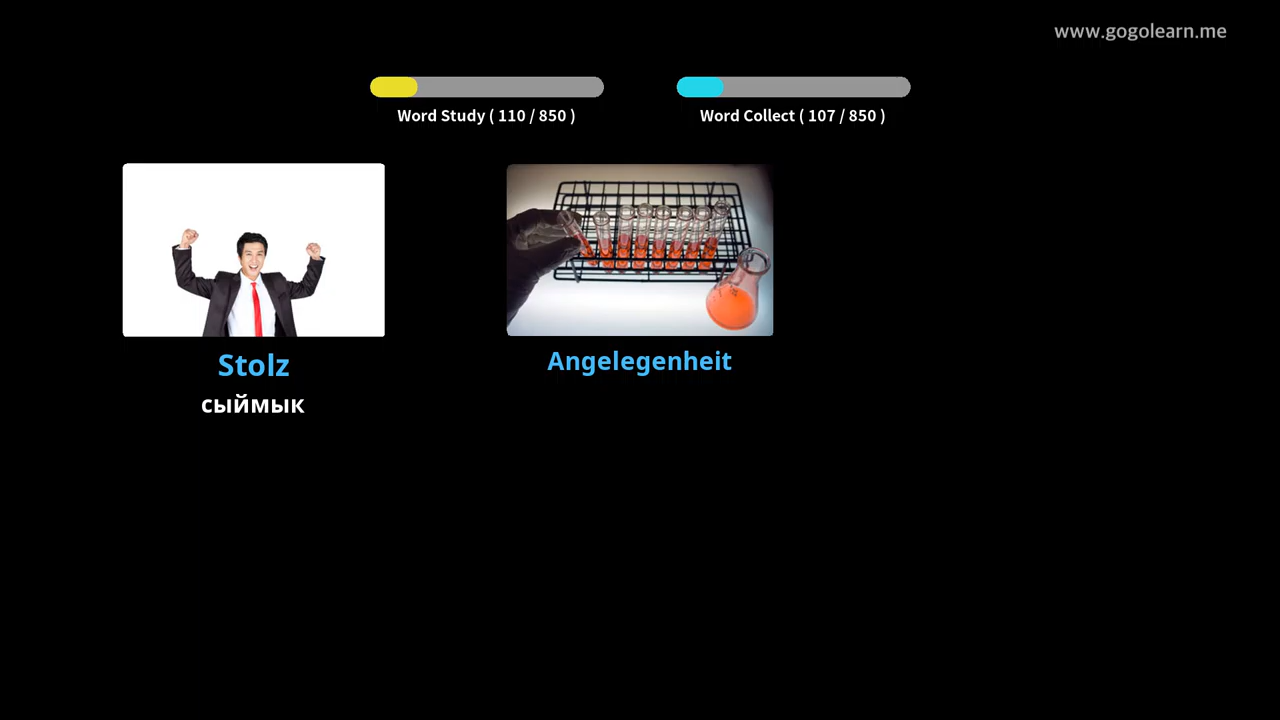 www.gogolearn.me
Word Study ( 110 / 850 )
Word Collect ( 107 / 850 )
Stolz
сыймык
Angelegenheit